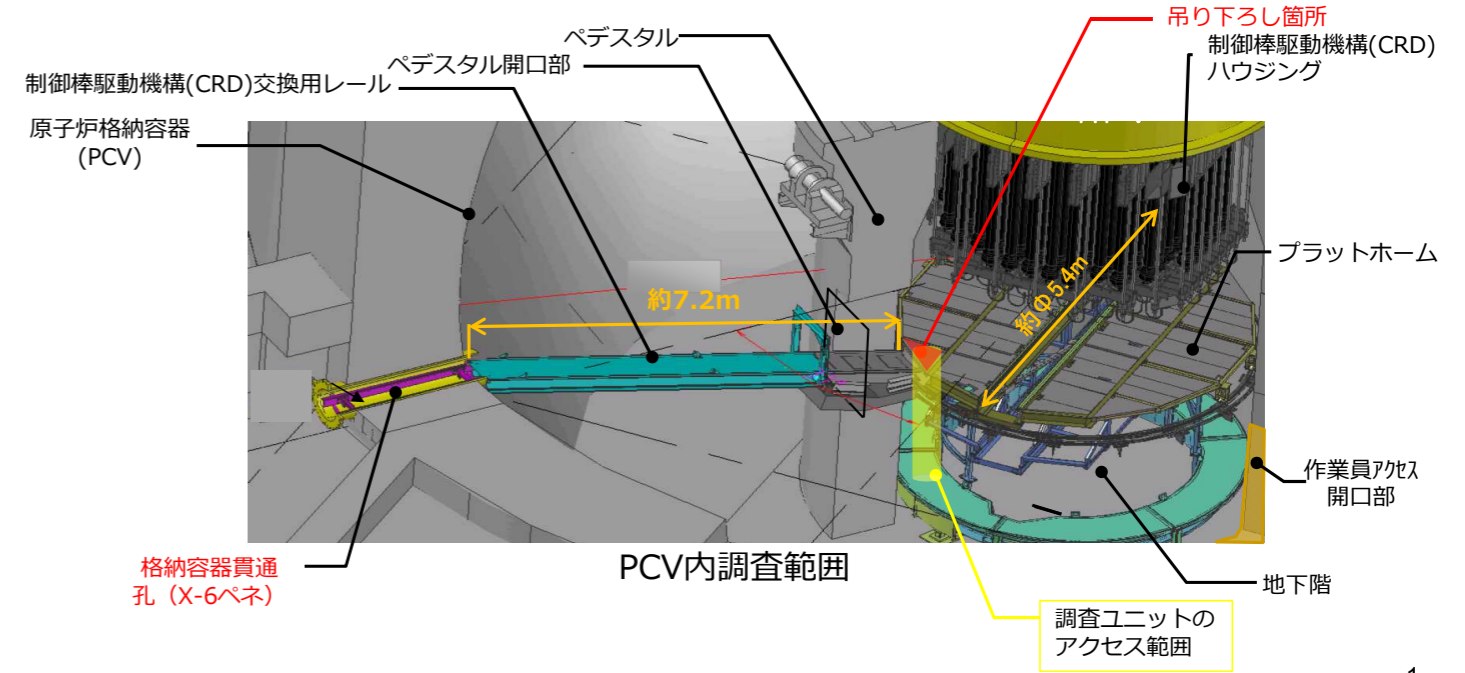 吊り下ろし箇所
制御棒駆動機構(CRD)
ハウジング
ペデスタル
ペデスタル開口部
制御棒駆動機構(CRD)交換用レール
原子炉格納容器
(PCV)
プラットホーム
約7.2m
約Φ5.4m
作業員ｱｸｾｽ
開口部
PCV内調査範囲
格納容器貫通
孔（X-6ペネ）
地下階
調査ユニットの
アクセス範囲